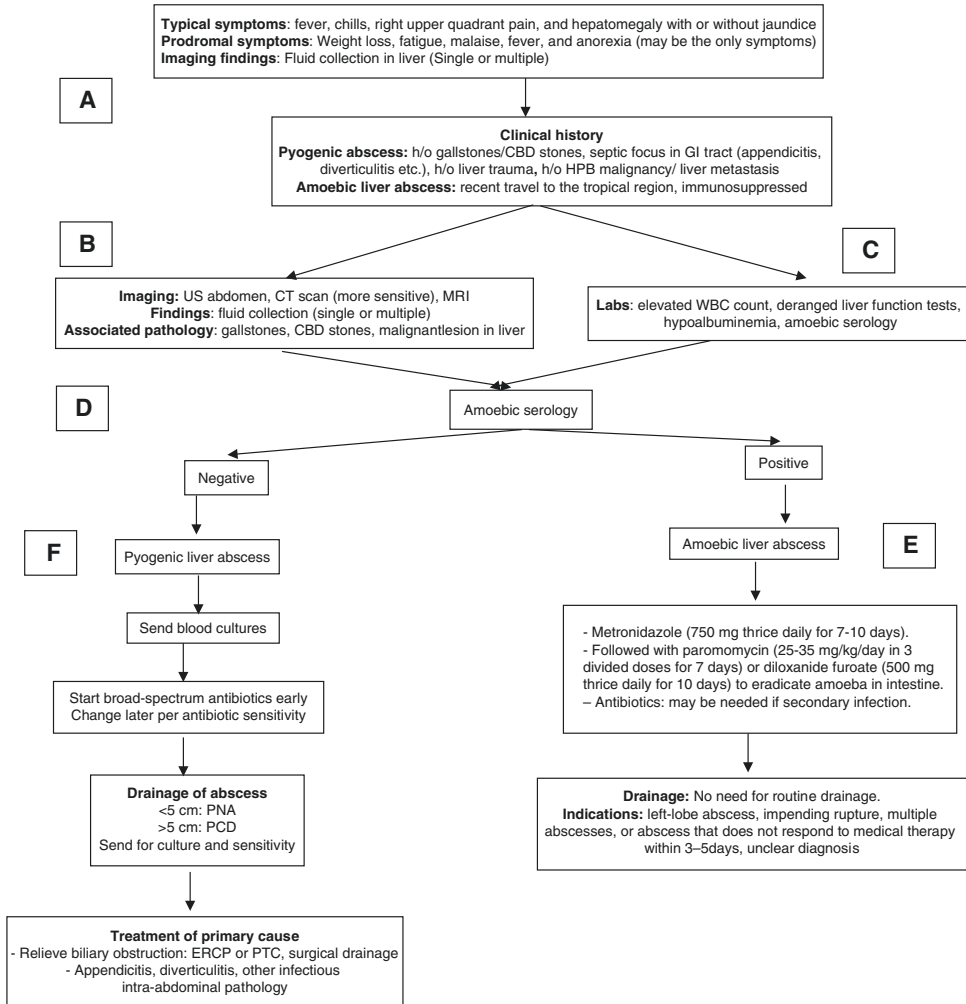 Typical symptoms: fever, chills, right upper quadrant pain, and hepatomegaly with or without jaundice
Prodromal symptoms: Weight loss, fatigue, malaise, fever, and anorexia (may be the only symptoms)
Imaging findings: Fluid collection in liver (Single or multiple)
A
Clinical history
Pyogenic abscess: h/o gallstones/CBD stones, septic focus in GI tract (appendicitis,
diverticulitis etc.), h/o liver trauma, h/o HPB malignancy/ liver metastasis
Amoebic liver abscess: recent travel to the tropical region, immunosuppressed
B
C
Imaging: US abdomen, CT scan (more sensitive), MRI
Findings: fluid collection (single or multiple)
Associated pathology: gallstones, CBD stones, malignantlesion in liver
Labs: elevated WBC count, deranged liver function tests,
hypoalbuminemia, amoebic serology
D
Amoebic serology
Negative
Positive
F
Pyogenic liver abscess
Amoebic liver abscess
E
Send blood cultures
- Metronidazole (750 mg thrice daily for 7-10 days).
- Followed with paromomycin (25-35 mg/kg/day in 3
divided doses for 7 days) or diloxanide furoate (500 mg
thrice daily for 10 days) to eradicate amoeba in intestine.
– Antibiotics: may be needed if secondary infection.
Start broad-spectrum antibiotics early
Change later per antibiotic sensitivity
Drainage of abscess
<5 cm: PNA
>5 cm: PCD
Send for culture and sensitivity
Drainage: No need for routine drainage.
Indications: left-lobe abscess, impending rupture, multiple
abscesses, or abscess that does not respond to medical therapy
within 3–5days, unclear diagnosis
Treatment of primary cause
- Relieve biliary obstruction: ERCP or PTC, surgical drainage
- Appendicitis, diverticulitis, other infectious
intra-abdominal pathology